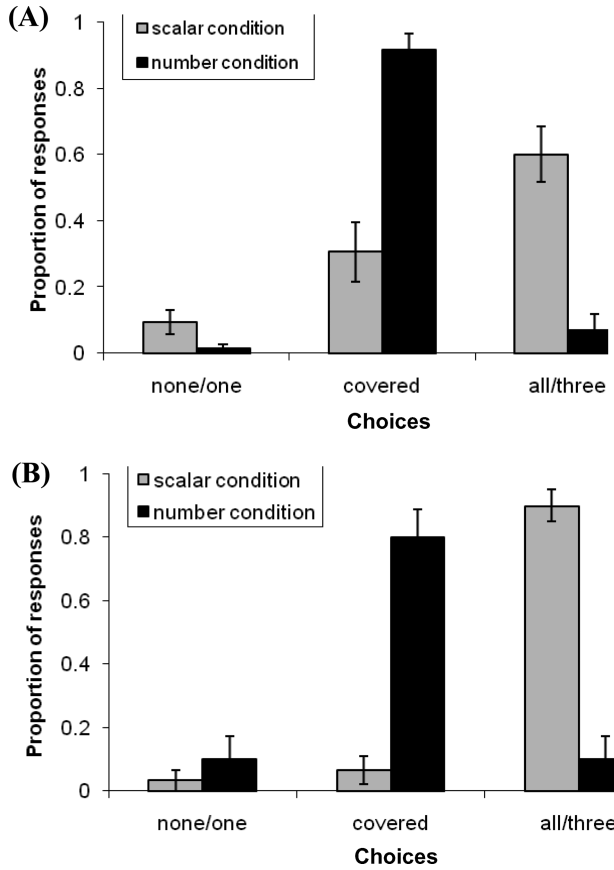 (A)
scalar condition
number condition
Proportion of responses
1
0.8
0.6
0.4
0.2
0
none/one covered all/three
Choices
(B)
scalar condition
number condition
Proportion of responses
1
0.8
0.6
0.4
0.2
0
none/one covered all/three
Choices